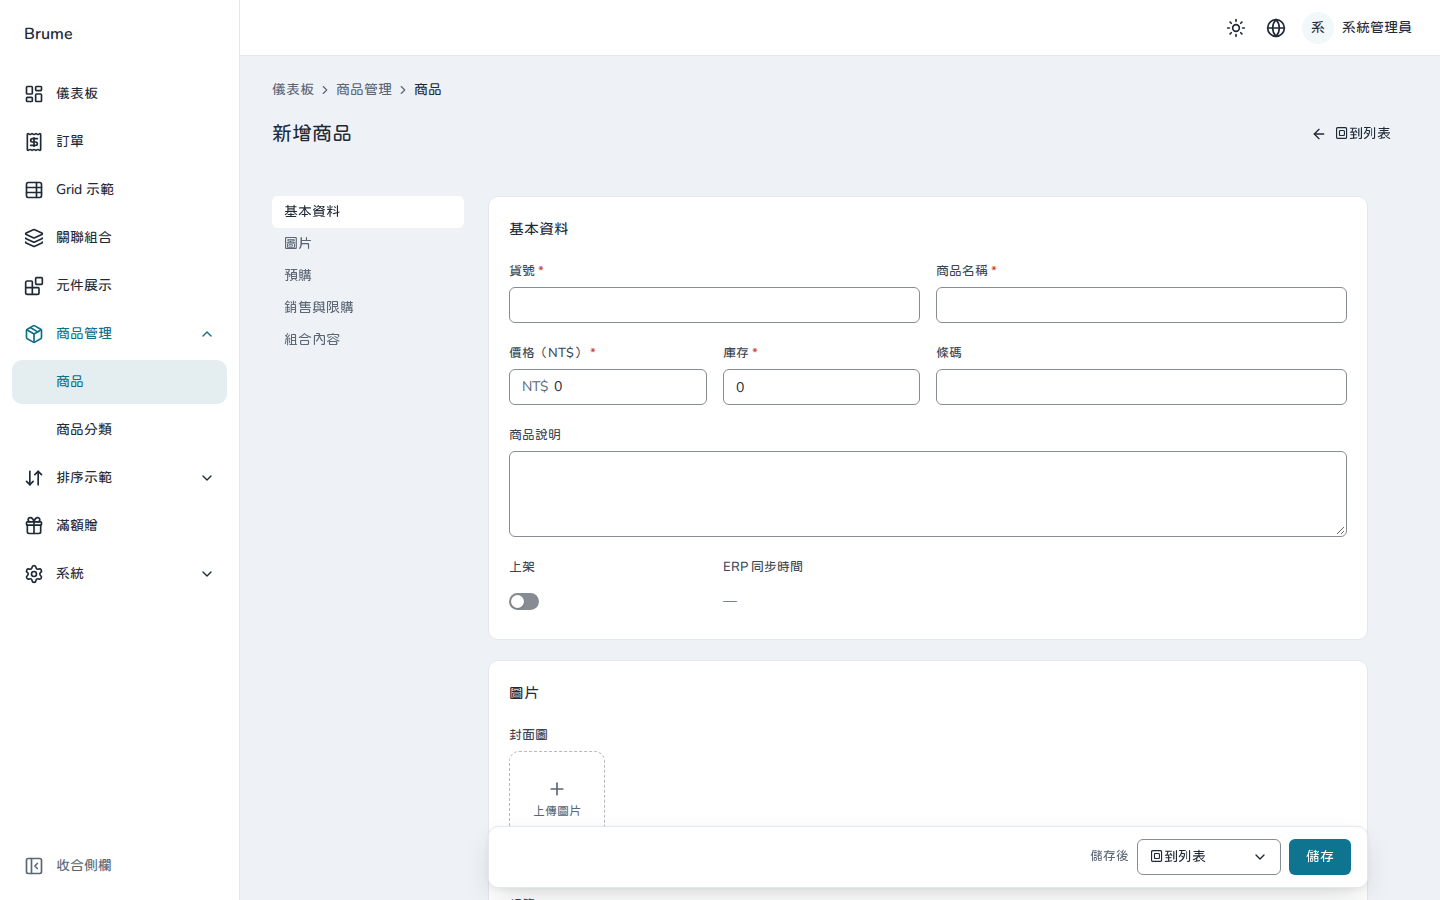 Brume
系 系統管理員
儀表板
訂單
Grid 示範
關聯組合
元件展示
商品管理
商品
商品分類
排序示範
滿額贈
系統
收合側欄
儀表板 > 商品管理 > 商品
新增商品
回到列表
基本資料
圖片
預購
銷售與限購
組合內容
基本資料
貨號 *
商品名稱 *
價格（NT$） *
庫存 *
條碼
NT$ 0
0
商品說明
上架
ERP 同步時間
—
圖片
封面圖
上傳圖片
儲存後
回到列表
儲存